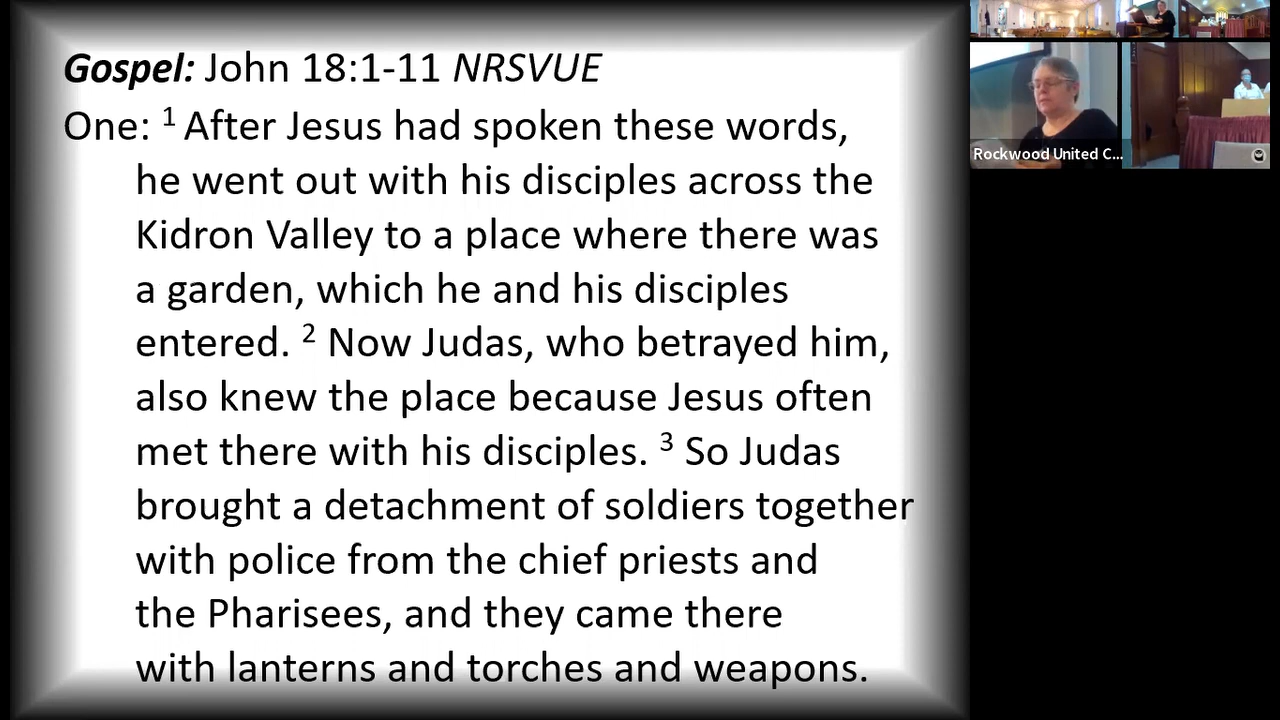 Gospel: John 18:1-11 NRSVUE
One: ¹ After Jesus had spoken these words,
he went out with his disciples across the
Kidron Valley to a place where there was
a garden, which he and his disciples
entered. ² Now Judas, who betrayed him,
also knew the place because Jesus often
met there with his disciples. ³ So Judas
brought a detachment of soldiers together
with police from the chief priests and
the Pharisees, and they came there
with lanterns and torches and weapons.
Rockwood United C...